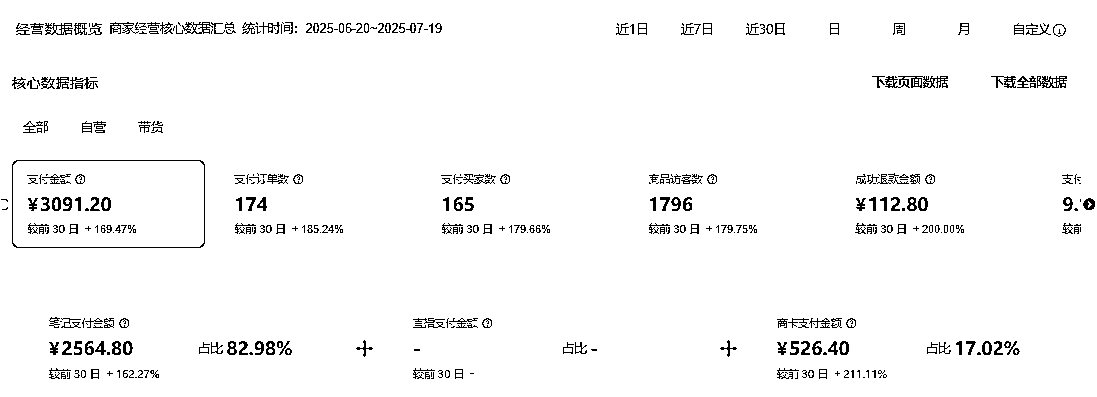 经营数据概览 商家经营核心数据汇总 统计时间：2025-06-20~2025-07-19 近1日 近7日 近30日 日 周 月 自定义
核心数据指标 下载页面数据 下载全部数据
全部 自营 带货
支付金额 支付订单数 支付买家数 商品访客数 成功退款金额 支付
¥3091.20 174 165 1796 ¥112.80 9.
较前 30 日 +169.47% 较前 30 日 +185.24% 较前 30 日 +179.66% 较前 30 日 +179.75% 较前 30 日 +200.00% 较前
笔记支付金额 直播支付金额 商卡支付金额
¥2564.80 占比 82.98% + - 占比 - + ¥526.40 占比 17.02%
较前 30 日 +162.27% 较前 30 日 - 较前 30 日 +211.11%